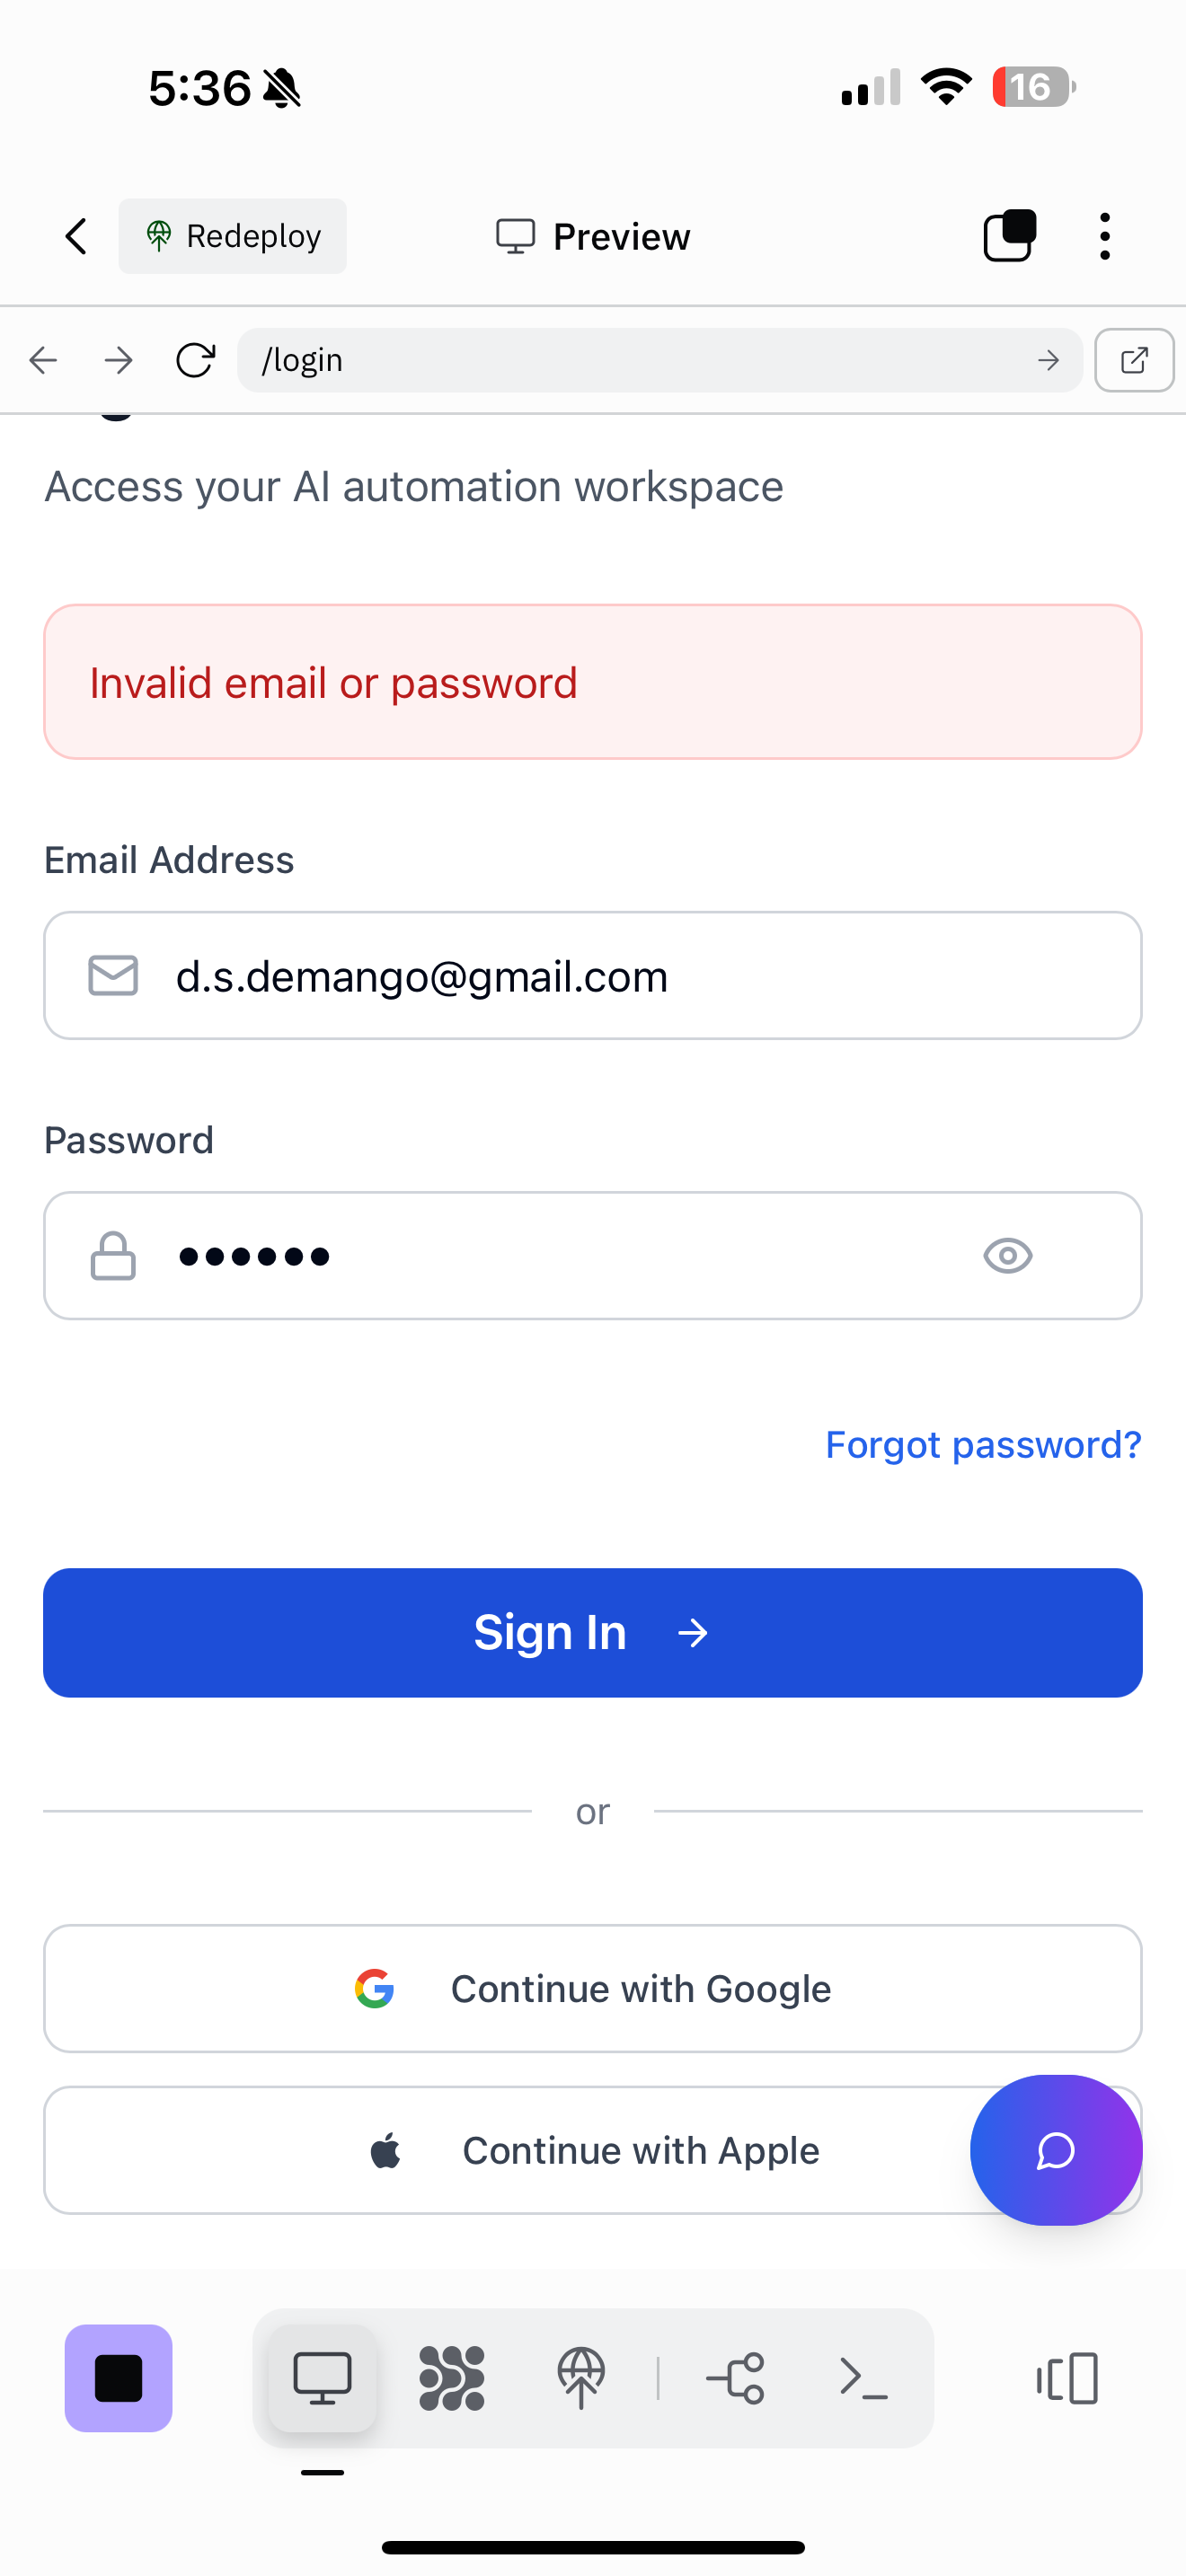 5:36
16
Redeploy
Preview
/login
Access your AI automation workspace
Invalid email or password
Email Address
d.s.demango@gmail.com
Password
Forgot password?
Sign In
or
Continue with Google
Continue with Apple